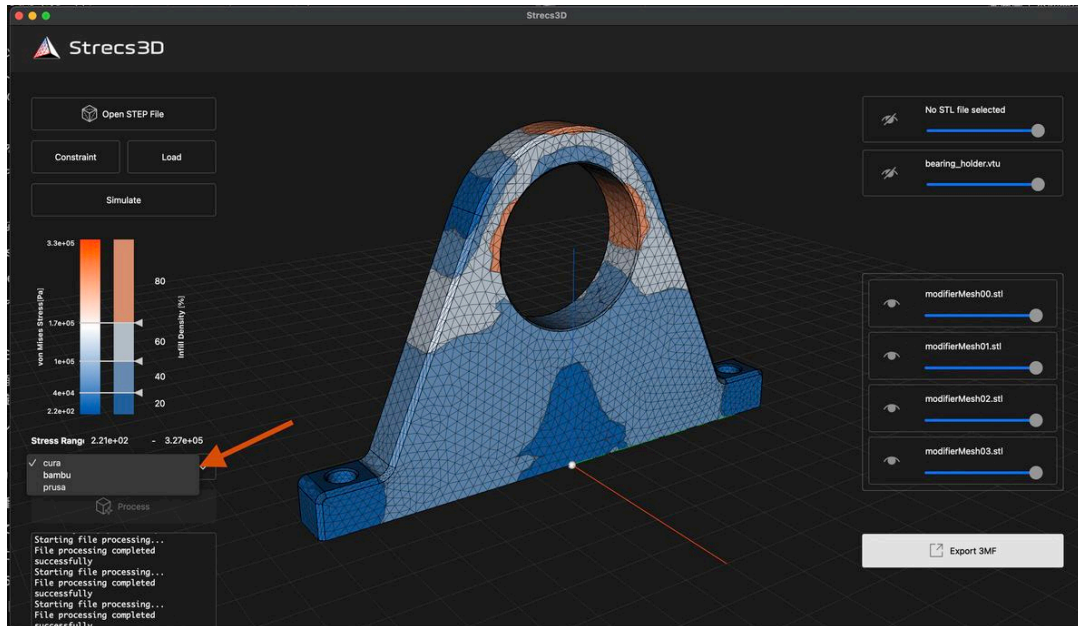 Strecs3D
Strecs3D
Open STEP File
Constraint
Load
Simulate
3.3e+05
1.7e+05
1e+05
4e+04
2.2e+02
von Mises Stress[Pa]
80
60
40
20
Infill Density [%]
Stress Rang
2.21e+02 - 3.27e+05
✓ cura
bambu
prusa
Process
Starting file processing...
File processing completed
successfully
Starting file processing...
File processing completed
successfully
Starting file processing...
File processing completed
successfully
No STL file selected
bearing_holder.vtu
modifierMesh00.stl
modifierMesh01.stl
modifierMesh02.stl
modifierMesh03.stl
Export 3MF